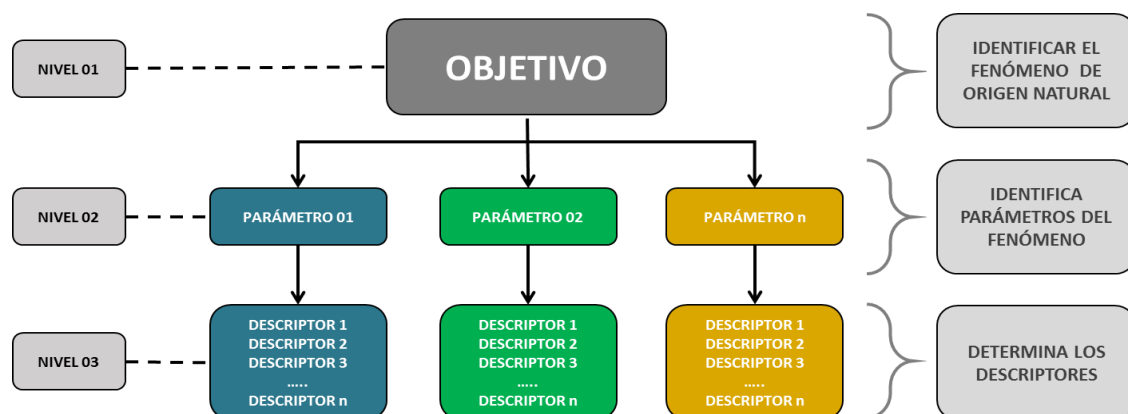 NIVEL 01
OBJETIVO
IDENTIFICAR EL
FENÓMENO DE
ORIGEN NATURAL
NIVEL 02
PARÁMETRO 01
PARÁMETRO 02
PARÁMETRO n
IDENTIFICA
PARÁMETROS DEL
FENÓMENO
NIVEL 03
DESCRIPTOR 1
DESCRIPTOR 2
DESCRIPTOR 3
.....
DESCRIPTOR n
DESCRIPTOR 1
DESCRIPTOR 2
DESCRIPTOR 3
.....
DESCRIPTOR n
DESCRIPTOR 1
DESCRIPTOR 2
DESCRIPTOR 3
.....
DESCRIPTOR n
DETERMINA LOS
DESCRIPTORES